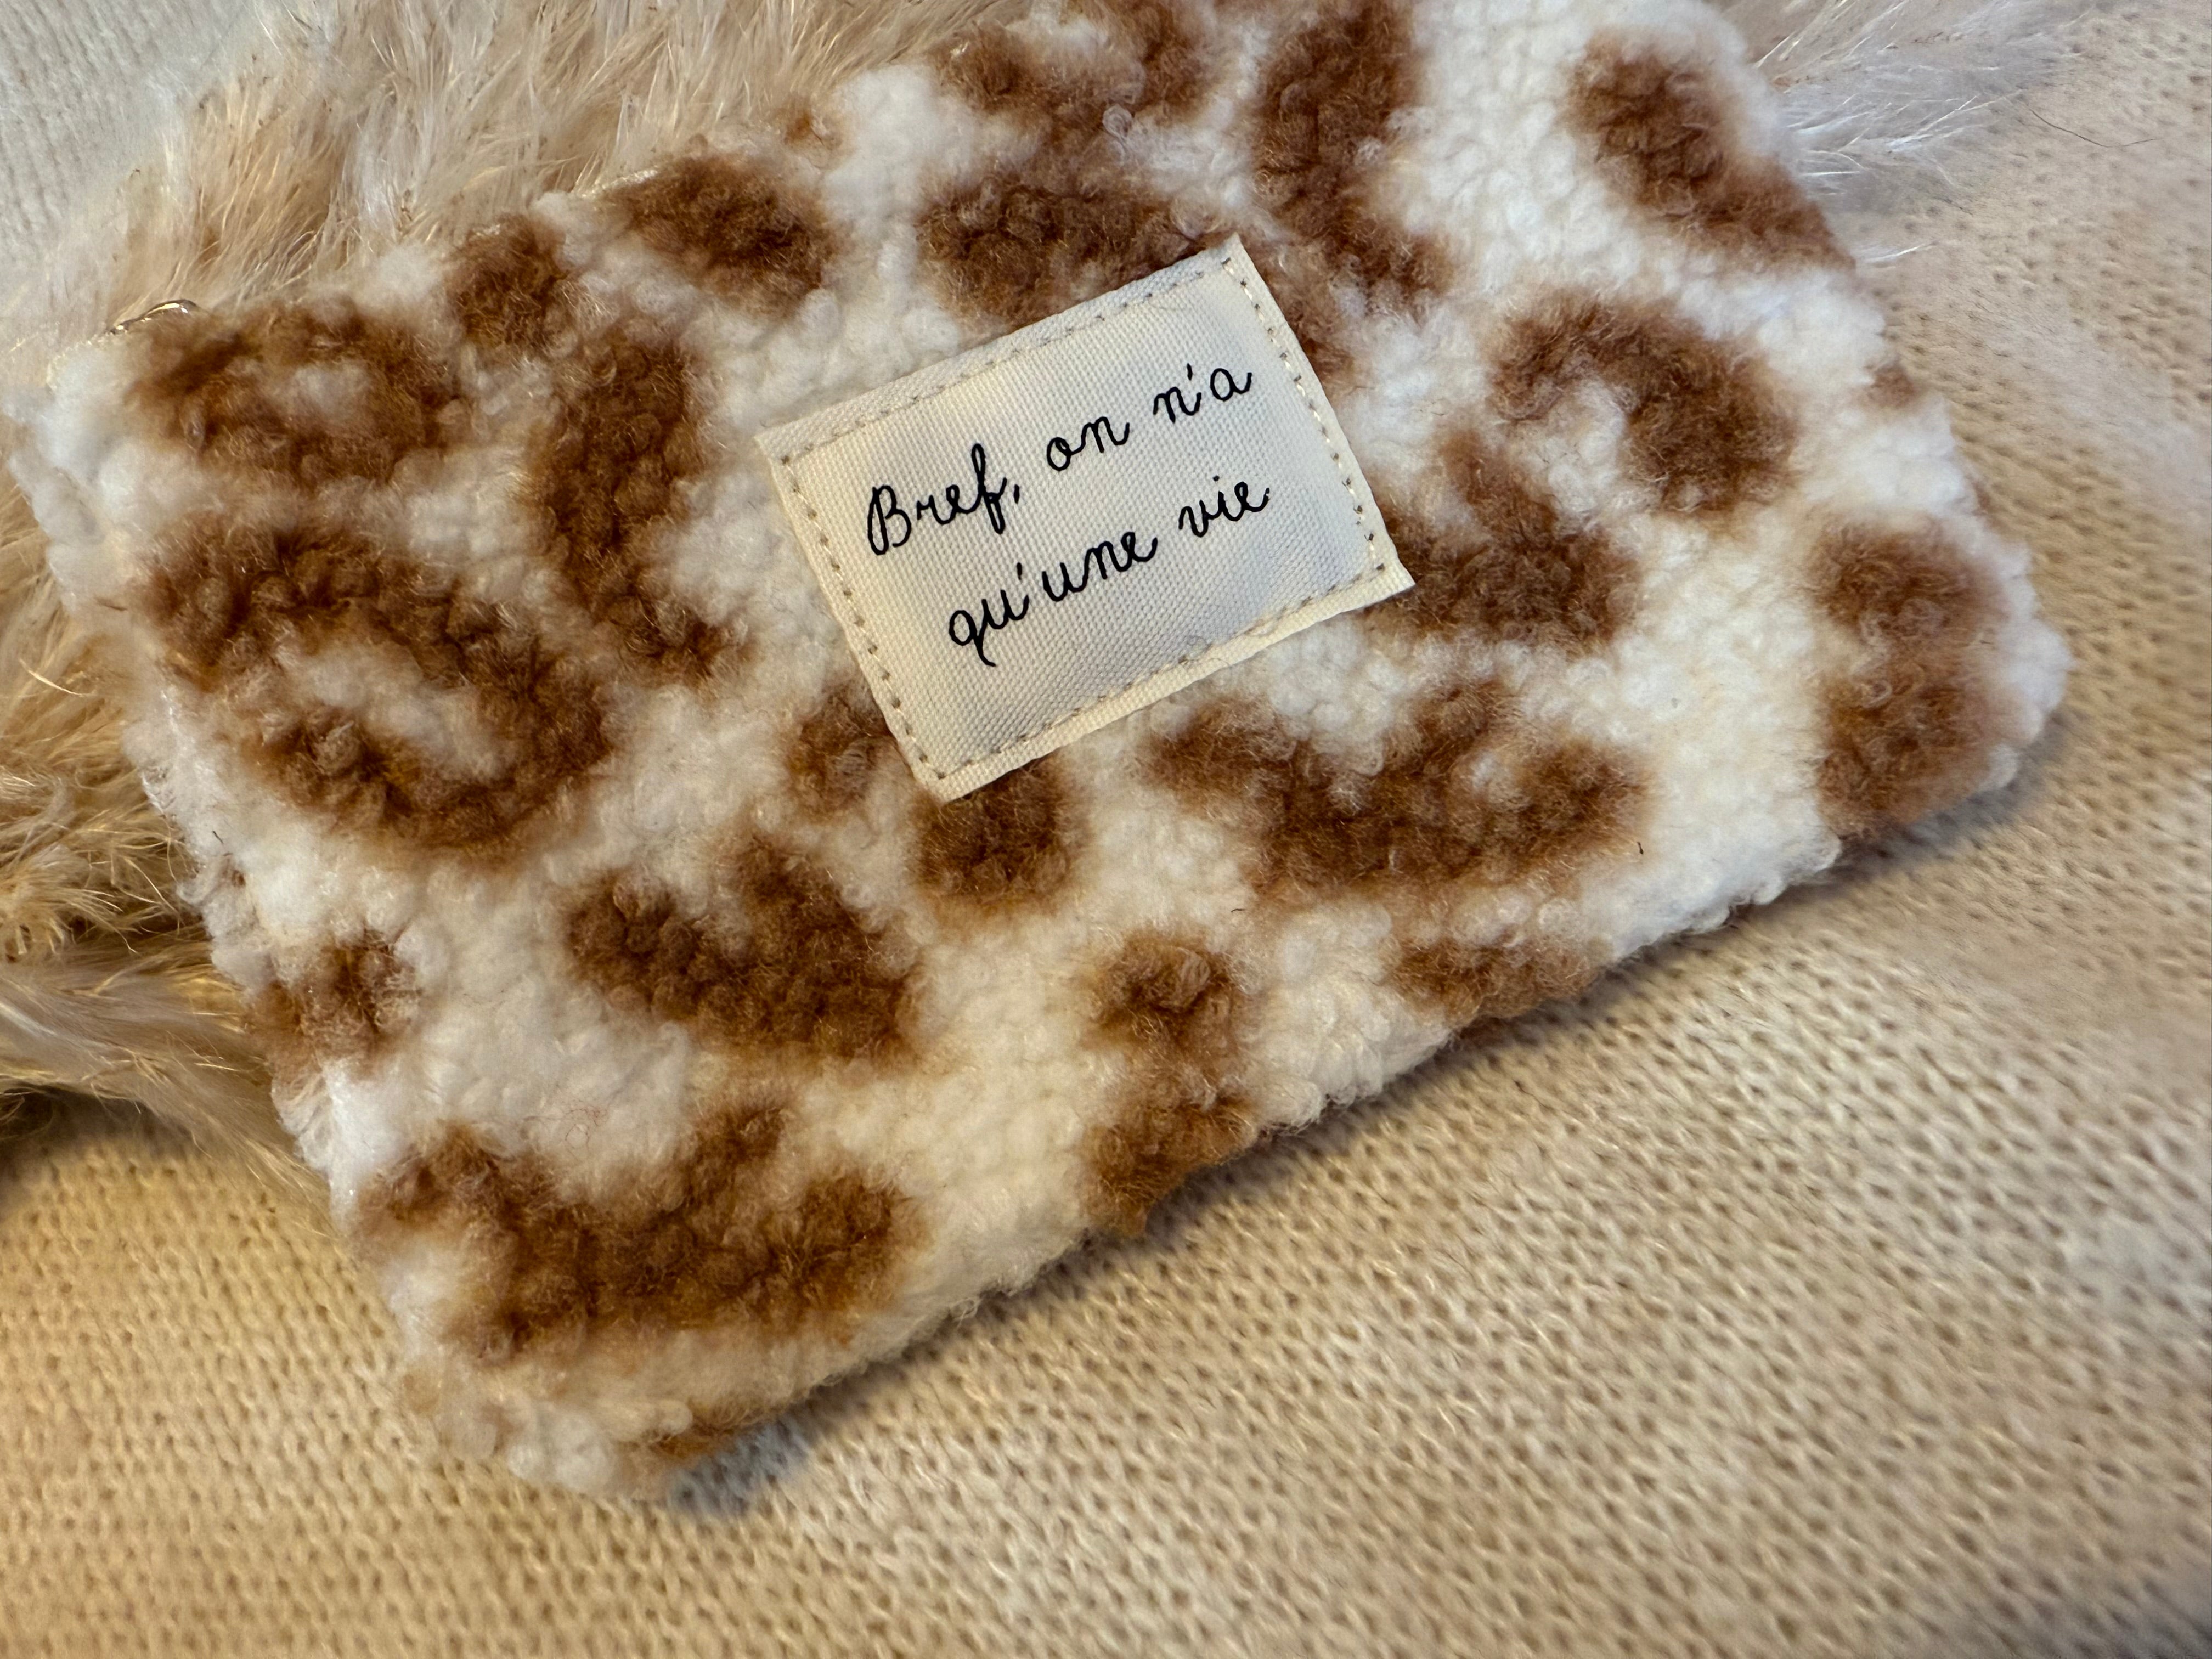 Bref, on n'a
qu'une vie